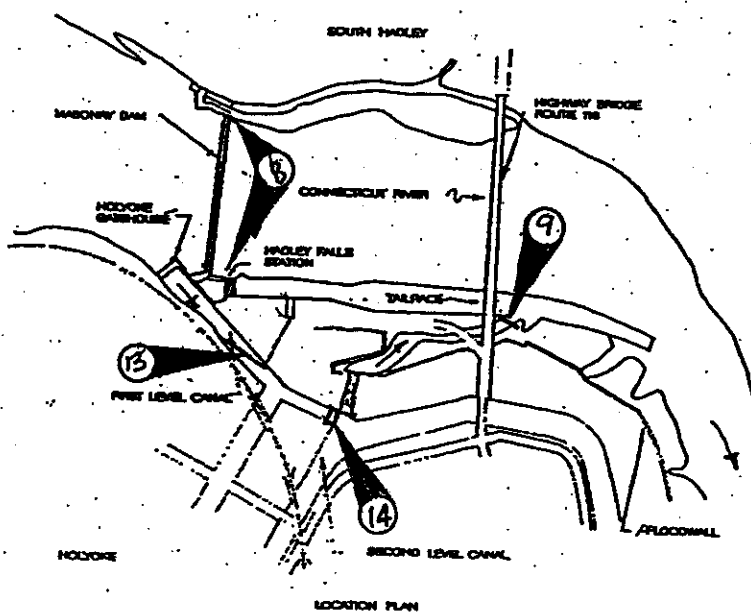 SOUTH HADLEY
HIGHWAY BRIDGE
ROUTE 116
MASONRY DAM
8
CONNECTICUT RIVER
HOLYOKE
GATEHOUSE
9
HADLEY FALLS
STATION
TAILRACE
13
FIRST LEVEL CANAL
14
FLOODWALL
HOLYOKE
SECOND LEVEL CANAL
LOCATION PLAN